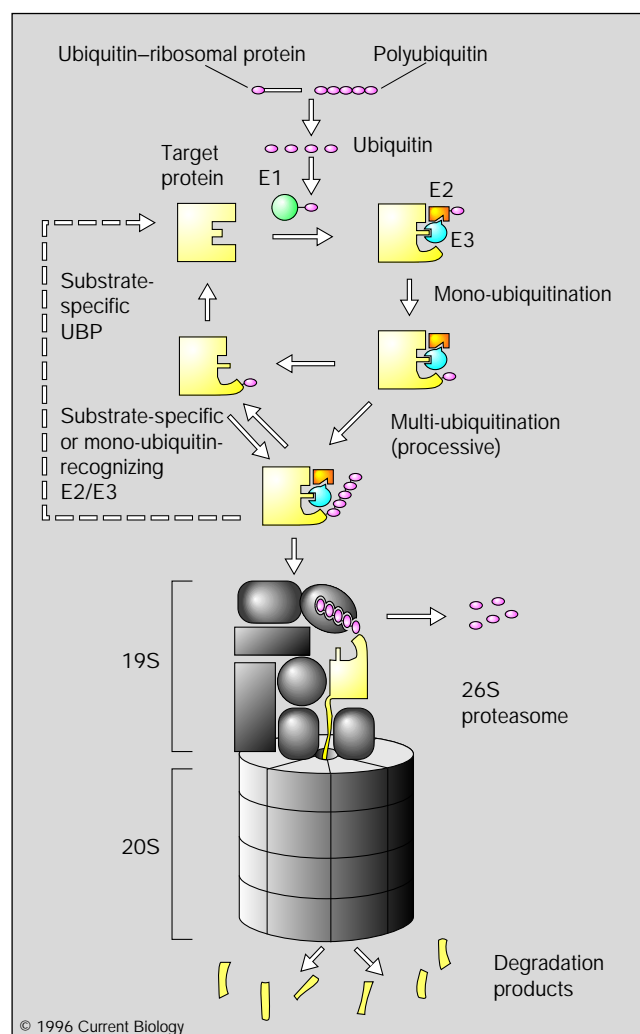 Ubiquitin–ribosomal protein
Polyubiquitin
Ubiquitin
Target
protein
E1
E2
E3
Substrate-
specific
UBP
Mono-ubiquitination
Substrate-specific
or mono-ubiquitin-
recognizing
E2/E3
Multi-ubiquitination
(processive)
19S
26S
proteasome
20S
Degradation
products
© 1996 Current Biology